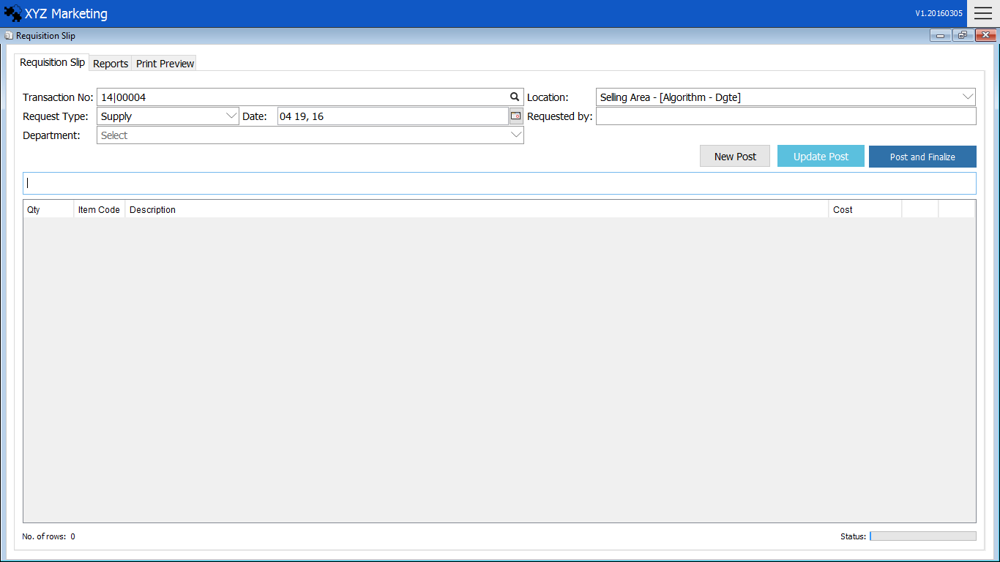 XYZ Marketing
V1.20160305
Requisition Slip
Requisition Slip Reports Print Preview
Transaction No: 14|00004 Location: Selling Area - [Algorithm - Dgte]
Request Type: Supply Date: 04 19, 16 Requested by:
Department: Select
New Post Update Post Post and Finalize
Qty Item Code Description Cost
No. of rows: 0 Status: